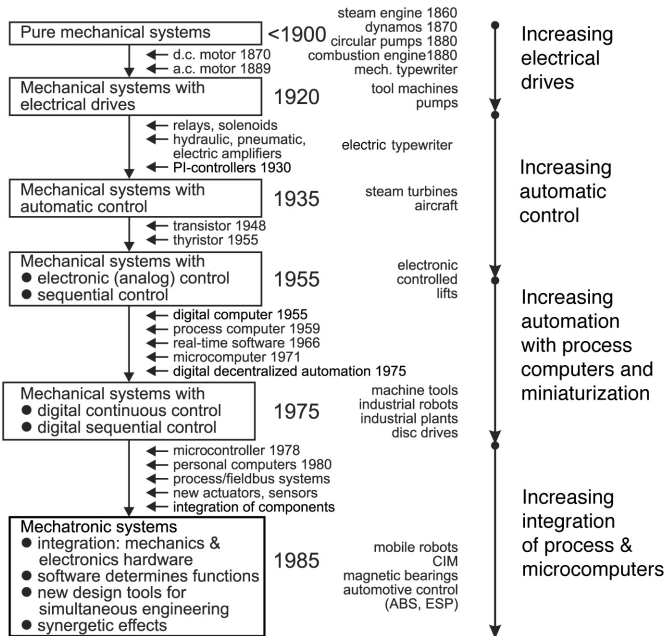 Pure mechanical systems
<1900
steam engine 1860
dynamos 1870
circular pumps 1880
combustion engine1880
mech. typewriter
d.c. motor 1870
a.c. motor 1889
Increasing
electrical
drives
Mechanical systems with
electrical drives
1920
tool machines
pumps
relays, solenoids
hydraulic, pneumatic,
electric amplifiers
PI-controllers 1930
electric typewriter
Increasing
automatic
control
Mechanical systems with
automatic control
1935
steam turbines
aircraft
transistor 1948
thyristor 1955
Mechanical systems with
● electronic (analog) control
● sequential control
1955
electronic
controlled
lifts
digital computer 1955
process computer 1959
real-time software 1966
microcomputer 1971
digital decentralized automation 1975
Increasing
automation
with process
computers and
miniaturization
Mechanical systems with
● digital continuous control
● digital sequential control
1975
machine tools
industrial robots
industrial plants
disc drives
microcontroller 1978
personal computers 1980
process/fieldbus systems
new actuators, sensors
integration of components
Increasing
integration
of process &
microcomputers
Mechatronic systems
● integration: mechanics &
electronics hardware
● software determines functions
● new design tools for
simultaneous engineering
● synergetic effects
1985
mobile robots
CIM
magnetic bearings
automotive control
(ABS, ESP)